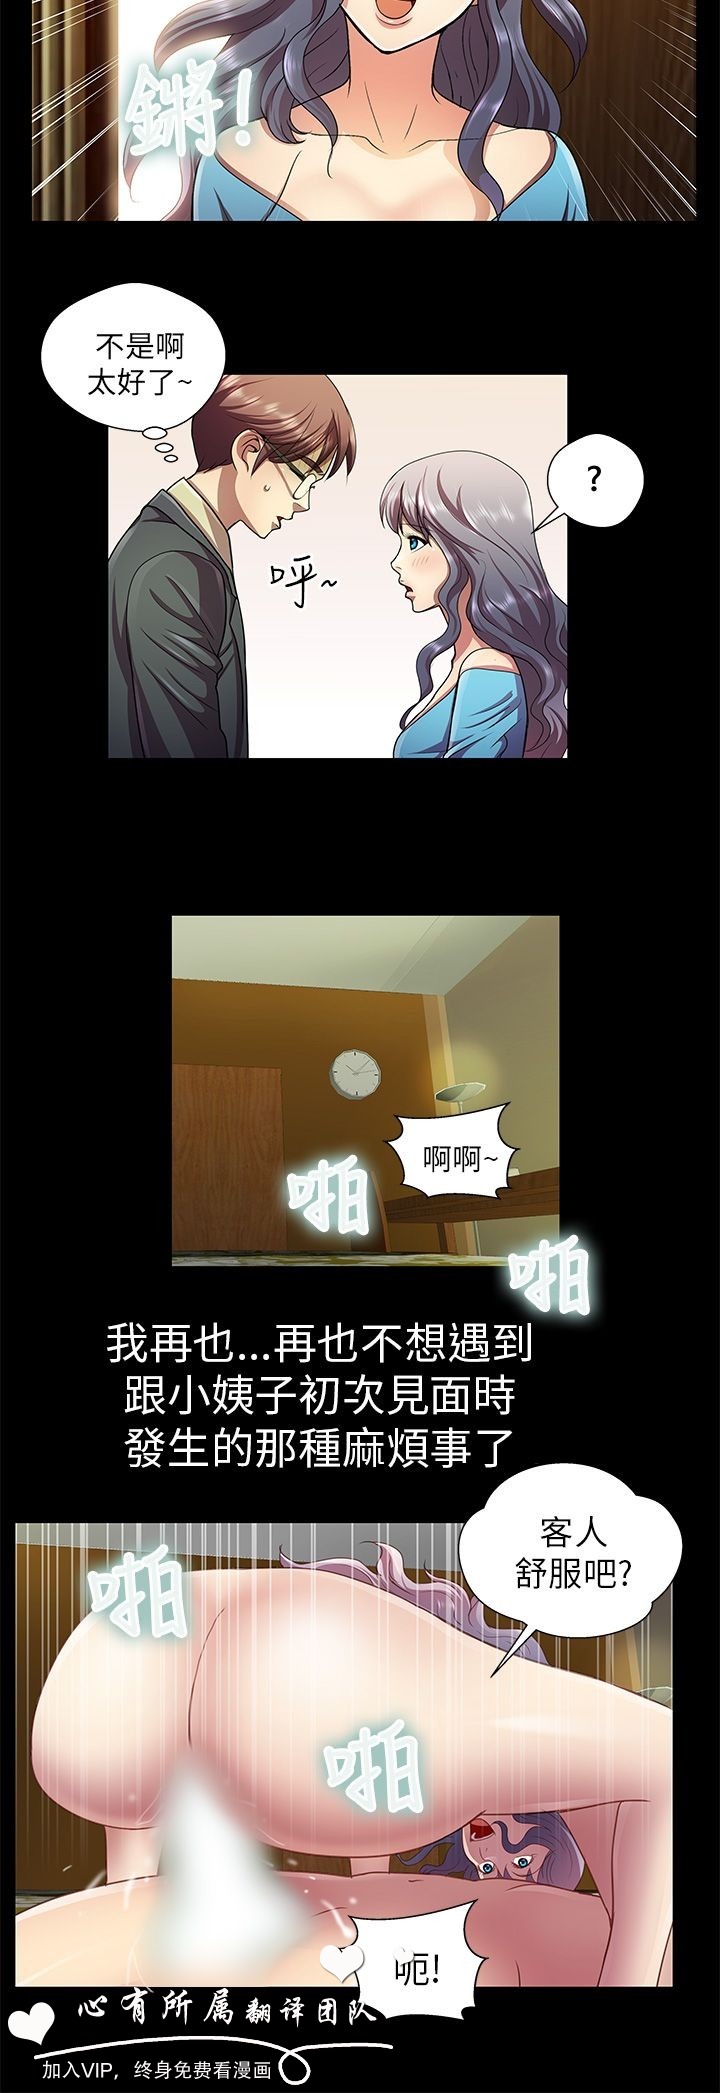 鏘!
不是啊
太好了~
?
呼~
啊啊~
啪
啪
我再也...再也不想遇到
跟小姨子初次見面時
發生的那種麻煩事了
客人
舒服吧?
啪
啪
呃!
心有所属翻译团队
加入VIP，终身免费看漫画